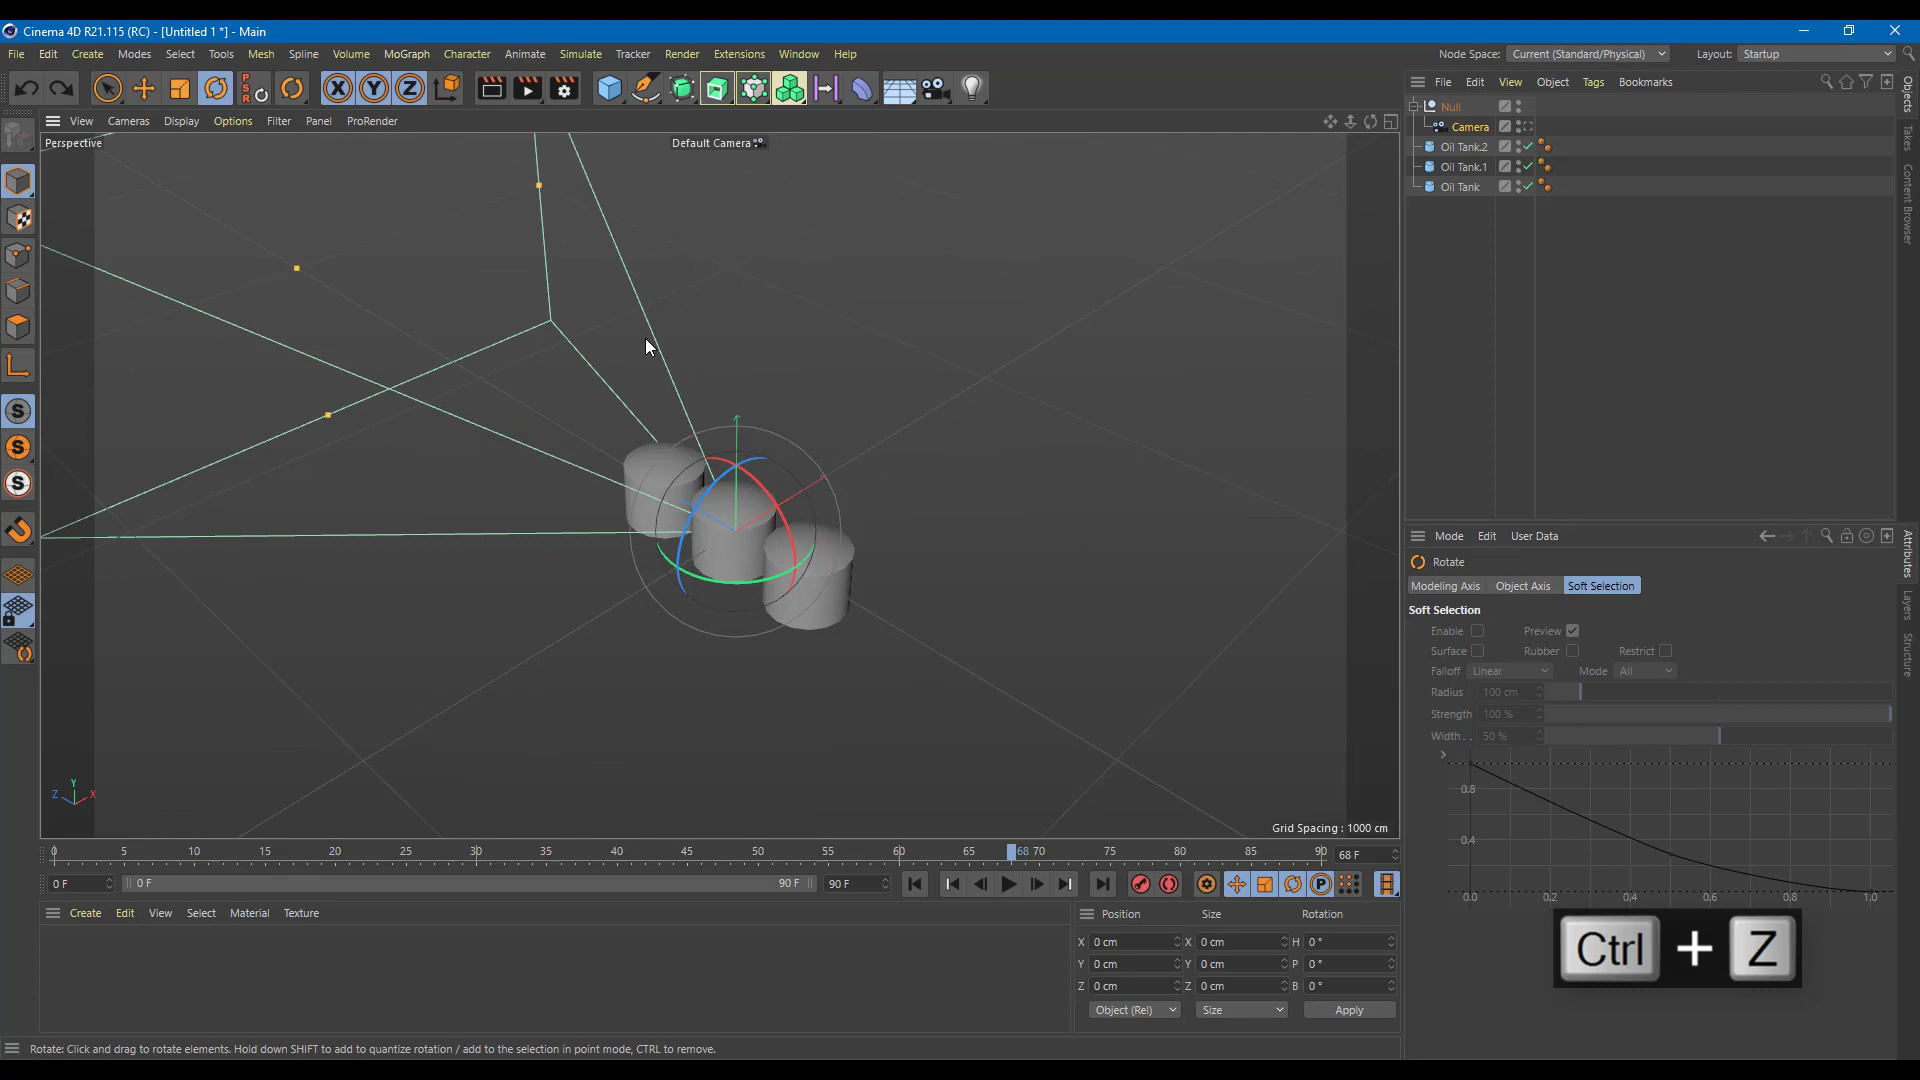 Cinema 4D R21.115 (RC) - [Untitled 1 *] - Main
File Edit Create Modes Select Tools Mesh Spline Volume MoGraph Character Animate Simulate Tracker Render Extensions Window Help Node Space: Current (Standard/Physical) Layout: Startup
PSR X Y Z File Edit View Object Tags Bookmarks
View Cameras Display Options Filter Panel ProRender
Perspective Default Camera
Null
Camera
Oil Tank.2
Oil Tank.1
Oil Tank
Objects
Takes
Content Browser
S
S
S
Mode Edit User Data
Rotate
Modeling Axis Object Axis Soft Selection
Soft Selection
Enable Preview
Surface Rubber Restrict
Falloff Linear Mode All
Radius 100 cm
Strength 100 %
Width . . 50 %
0.8
0.4
0.0 0.2 0.4 0.6 0.8 1.0
Attributes
Layers
Structure
Y
Z X
Grid Spacing : 1000 cm
0 5 10 15 20 25 30 35 40 45 50 55 60 65 68 70 75 80 85 90 68 F
0 F 0 F 90 F 90 F P
Create Edit View Select Material Texture
Position Size Rotation
X 0 cm X 0 cm H 0 °
Y 0 cm Y 0 cm P 0 °
Z 0 cm Z 0 cm B 0 °
Object (Rel) Size Apply
Ctrl + Z
Rotate: Click and drag to rotate elements. Hold down SHIFT to add to quantize rotation / add to the selection in point mode, CTRL to remove.